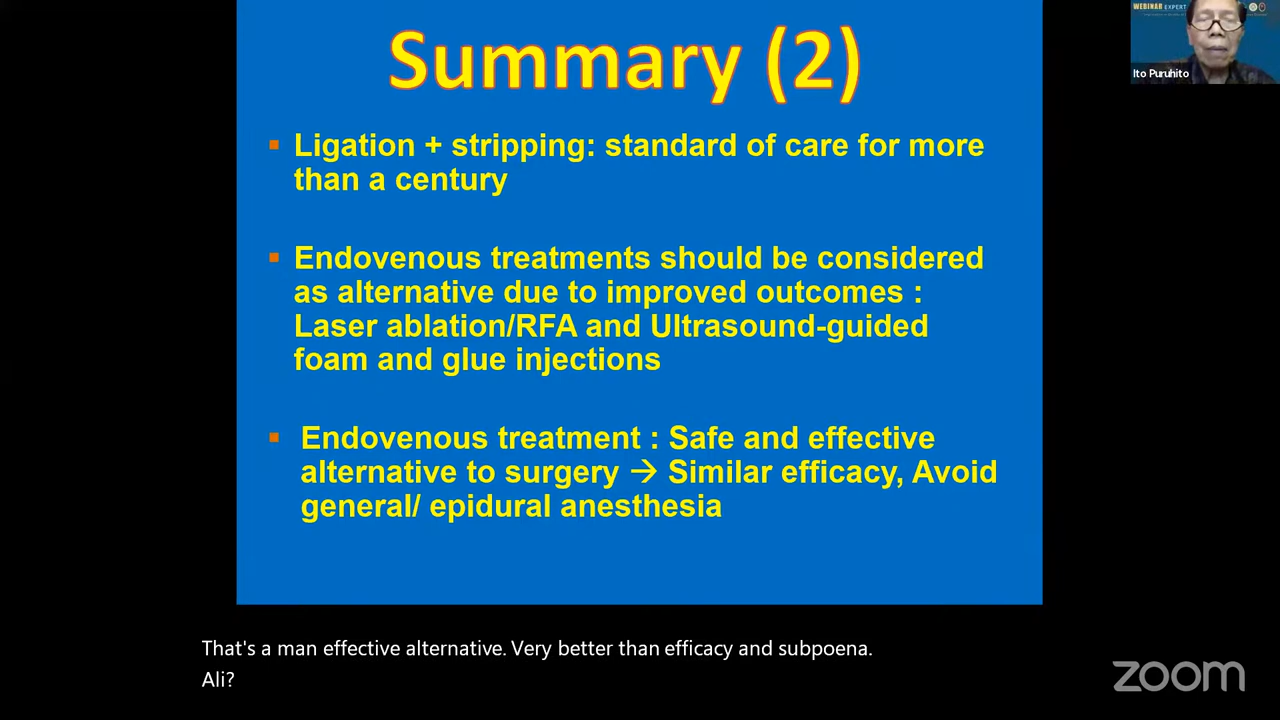 Summary (2)
WEBINAR EXPERT
Ito Puruhito
Ligation + stripping: standard of care for more
than a century
Endovenous treatments should be considered
as alternative due to improved outcomes :
Laser ablation/RFA and Ultrasound-guided
foam and glue injections
Endovenous treatment : Safe and effective
alternative to surgery → Similar efficacy, Avoid
general/ epidural anesthesia
That's a man effective alternative. Very better than efficacy and subpoena.
Ali?
zoom